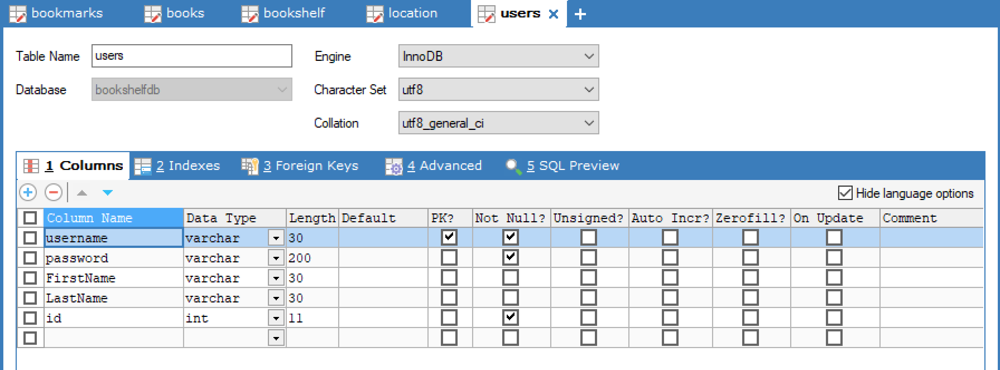 bookmarks books bookshelf location users +
Table Name users Engine InnoDB
Database bookshelfdb Character Set utf8
Collation utf8_general_ci
1 Columns 2 Indexes 3 Foreign Keys 4 Advanced 5 SQL Preview
Hide language options
Column Name Data Type Length Default PK? Not Null? Unsigned? Auto Incr? Zerofill? On Update Comment
username varchar 30
password varchar 200
FirstName varchar 30
LastName varchar 30
id int 11